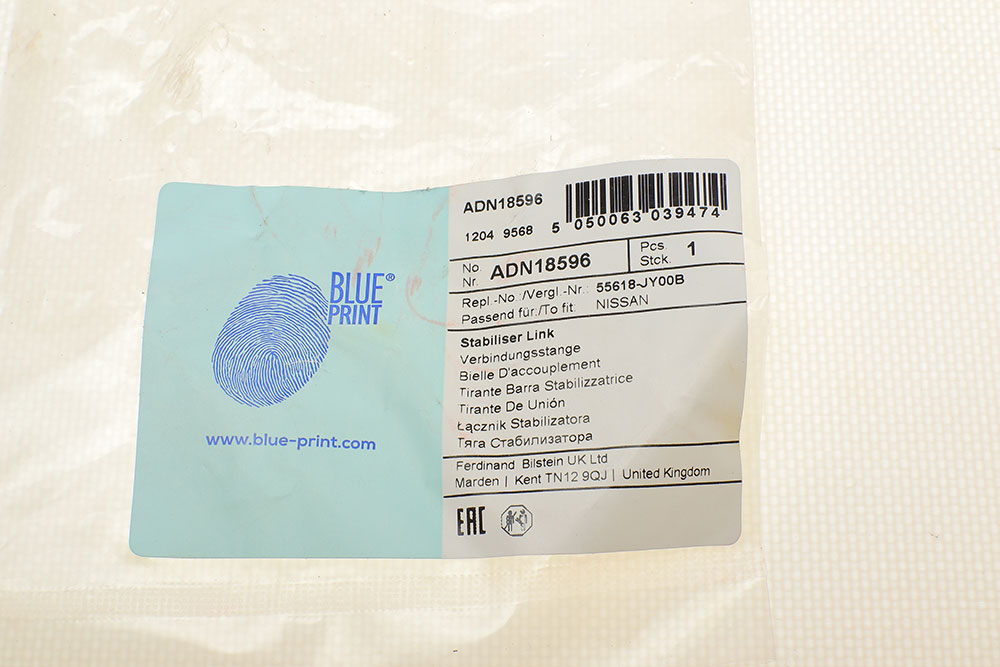 BLUE®
PRINT
www.blue-print.com
ADN18596
1204 9568
5 050063 039474
No.
Nr. ADN18596
Pcs.
Stck. 1
Repl.-No.:/Vergl.-Nr.: 55618-JY00B
Passend für:/To fit: NISSAN
Stabiliser Link
Verbindungsstange
Bielle D'accouplement
Tirante Barra Stabilizzatrice
Tirante De Unión
Łącznik Stabilizatora
Тяга Стабилизатора
Ferdinand Bilstein UK Ltd
Marden | Kent TN12 9QJ | United Kingdom
EAC